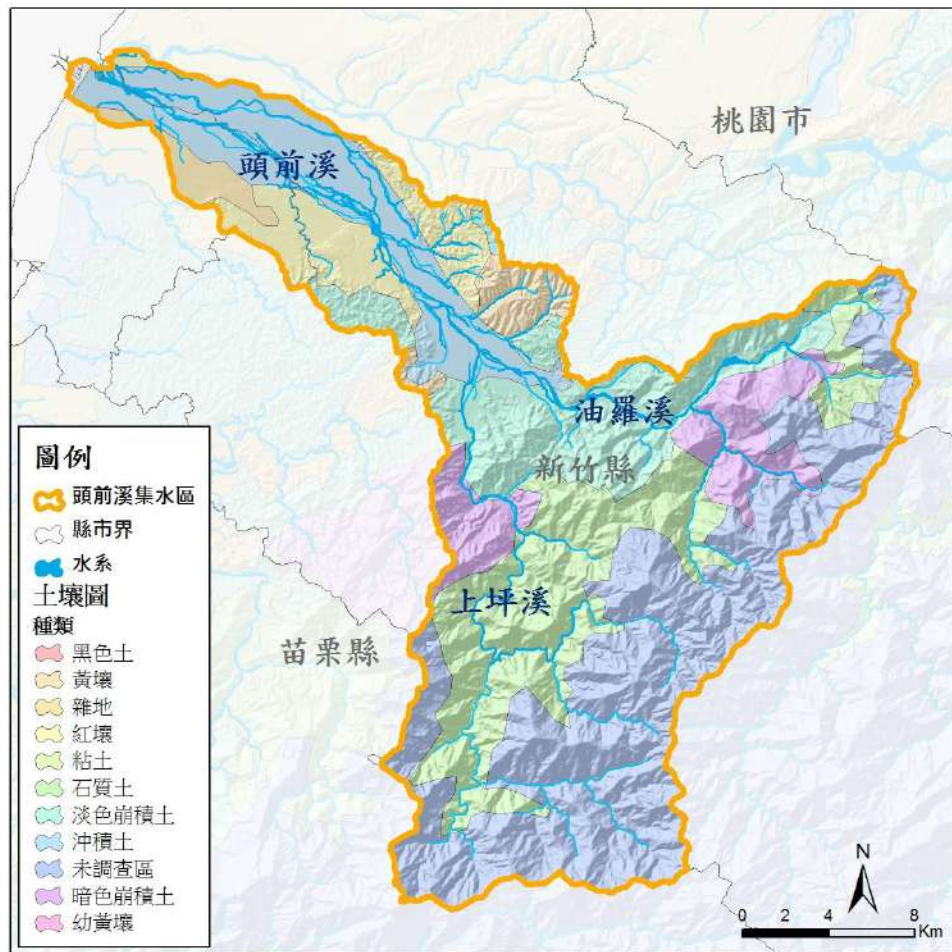 桃園市
頭前溪
油羅溪
新竹縣
上坪溪
苗栗縣
圖例
頭前溪集水區
縣市界
水系
土壤圖
種類
黑色土
黃壤
雜地
紅壤
粘土
石質土
淡色崩積土
沖積土
未調查區
暗色崩積土
幼黃壤
N
0 2 4 8
Km